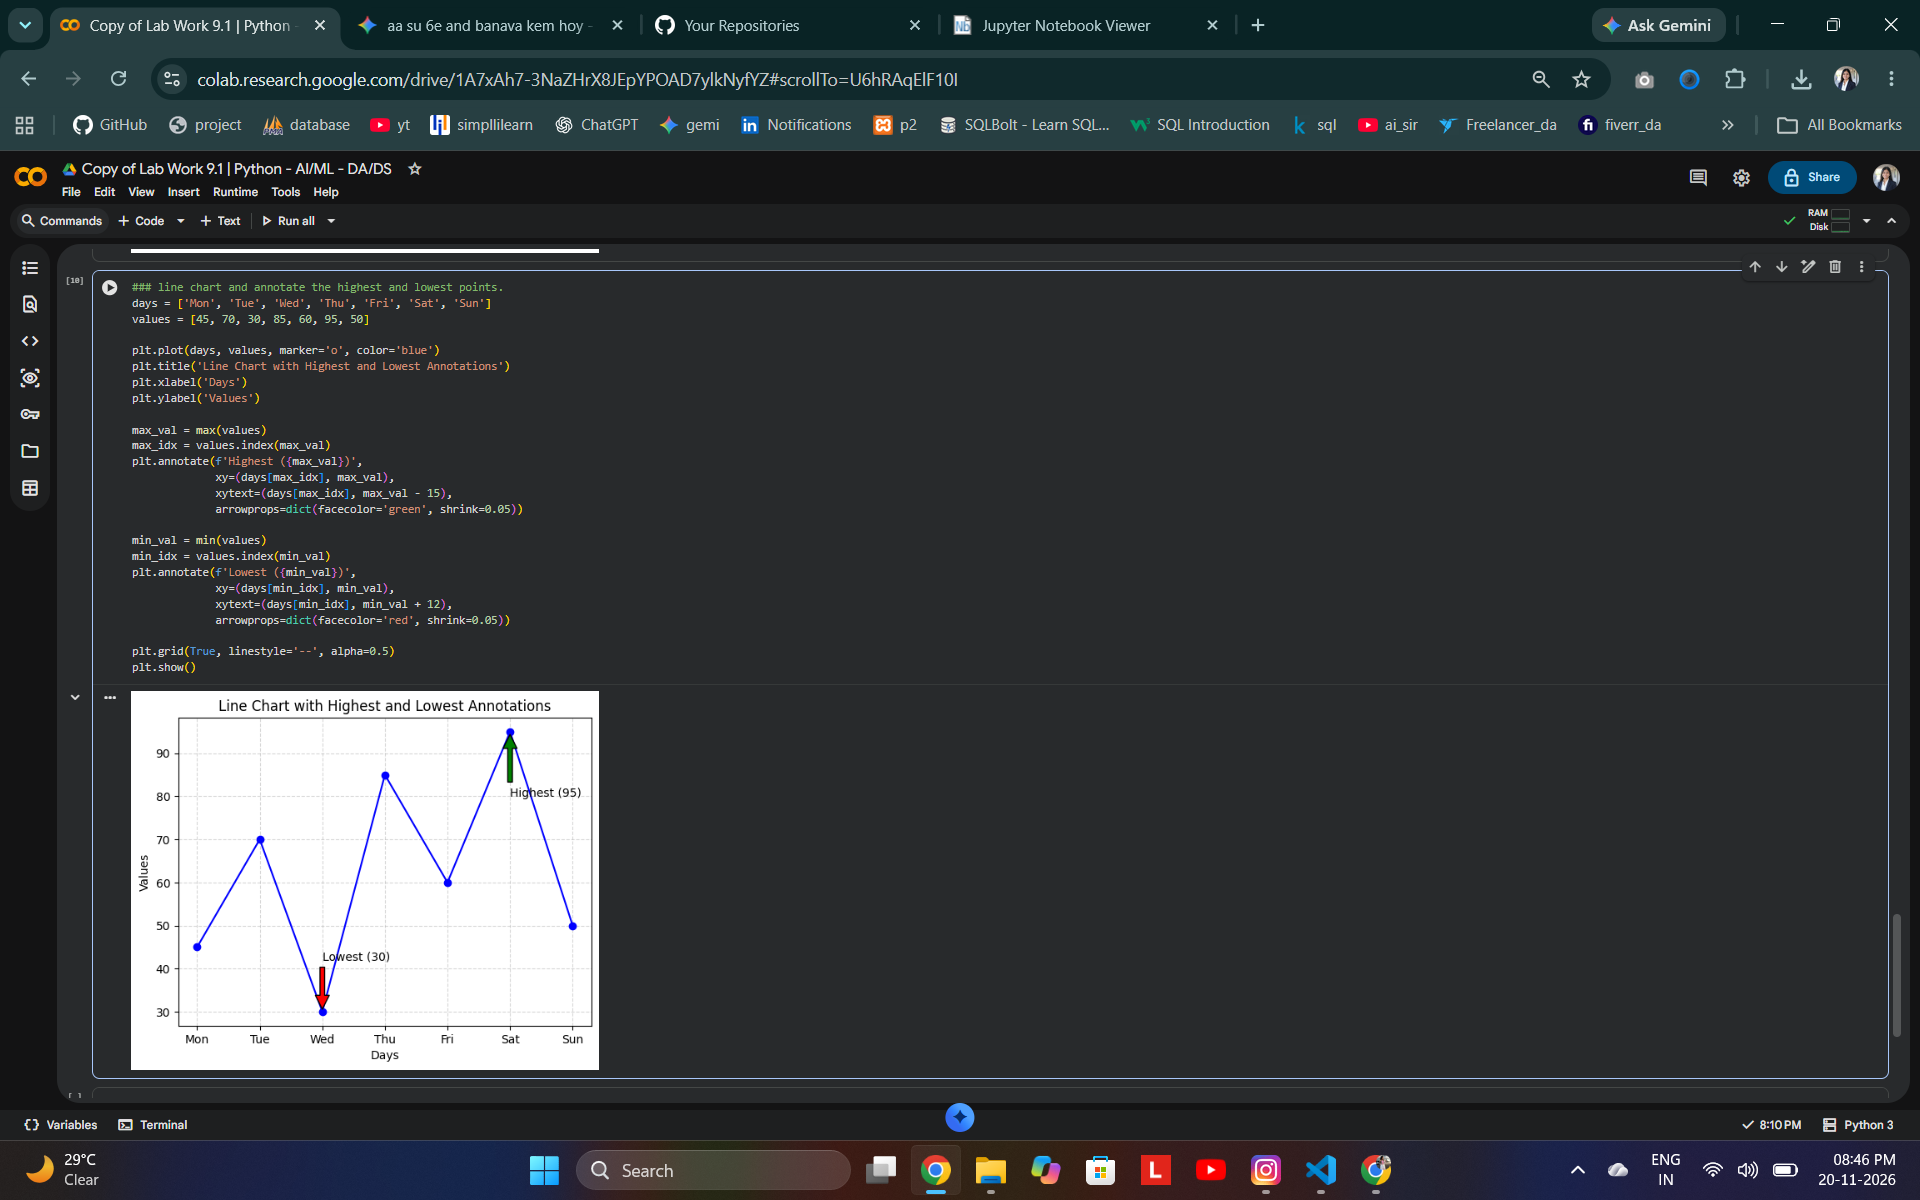 Copy of Lab Work 9.1 | Python -
aa su 6e and banava kem hoy -
Your Repositories
Jupyter Notebook Viewer
Ask Gemini
colab.research.google.com/drive/1A7xAh7-3NaZHrX8JEpYPOAD7ylkNyfYZ#scrollTo=U6hRAqElF10I
GitHub
project
database
yt
simpllilearn
ChatGPT
gemi
Notifications
p2
SQLBolt - Learn SQL...
SQL Introduction
sql
ai_sir
Freelancer_da
fiverr_da
All Bookmarks
Copy of Lab Work 9.1 | Python - AI/ML - DA/DS
File Edit View Insert Runtime Tools Help
Share
Commands + Code + Text Run all
RAM
Disk
[10]
### line chart and annotate the highest and lowest points.
days = ['Mon', 'Tue', 'Wed', 'Thu', 'Fri', 'Sat', 'Sun']
values = [45, 70, 30, 85, 60, 95, 50]
plt.plot(days, values, marker='o', color='blue')
plt.title('Line Chart with Highest and Lowest Annotations')
plt.xlabel('Days')
plt.ylabel('Values')
max_val = max(values)
max_idx = values.index(max_val)
plt.annotate(f'Highest ({max_val})',
xy=(days[max_idx], max_val),
xytext=(days[max_idx], max_val - 15),
arrowprops=dict(facecolor='green', shrink=0.05))
min_val = min(values)
min_idx = values.index(min_val)
plt.annotate(f'Lowest ({min_val})',
xy=(days[min_idx], min_val),
xytext=(days[min_idx], min_val + 12),
arrowprops=dict(facecolor='red', shrink=0.05))
plt.grid(True, linestyle='--', alpha=0.5)
plt.show()
Line Chart with Highest and Lowest Annotations
90
80
70
60
50
40
30
Values
Highest (95)
Lowest (30)
Mon Tue Wed Thu Fri Sat Sun
Days
[ ]
Variables
Terminal
8:10 PM
Python 3
29°C
Clear
Search
ENG
IN
08:46 PM
20-11-2026